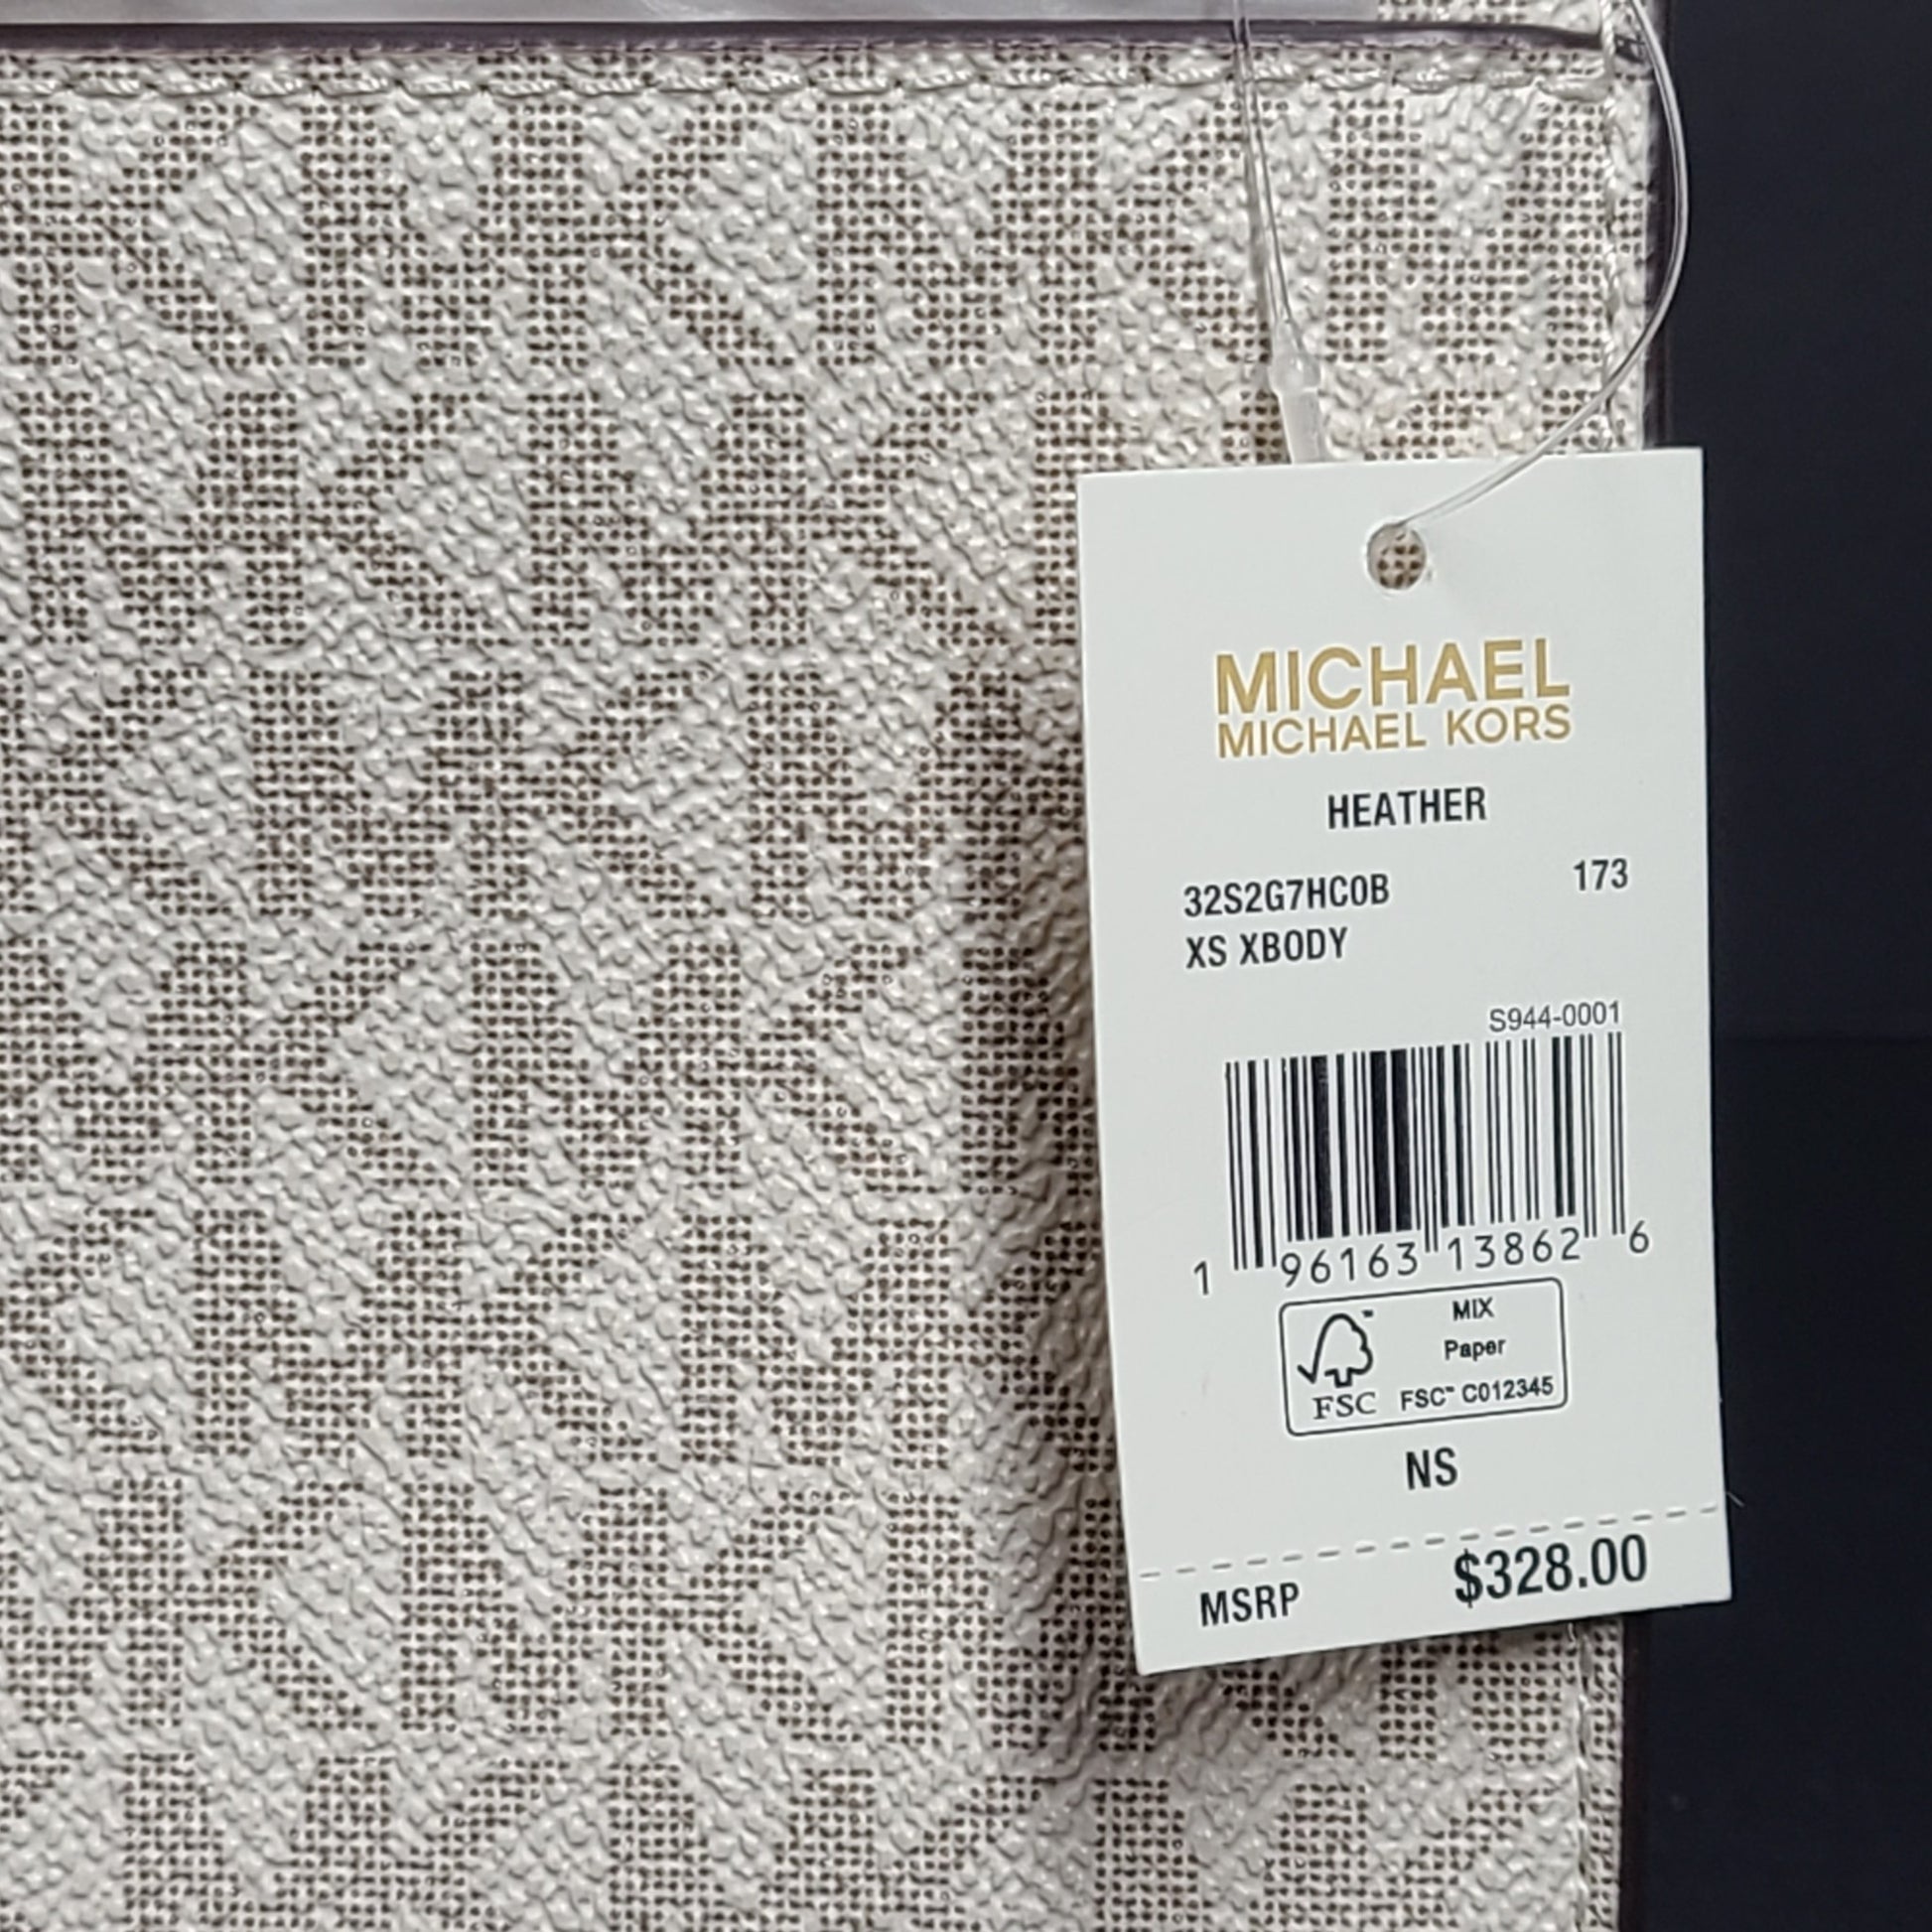 MICHAEL
MICHAEL KORS
HEATHER
32S2G7HC0B 173
XS XBODY
S944-0001
1 96163 13862 6
MIX
Paper
FSC FSC™ C012345
NS
MSRP $328.00